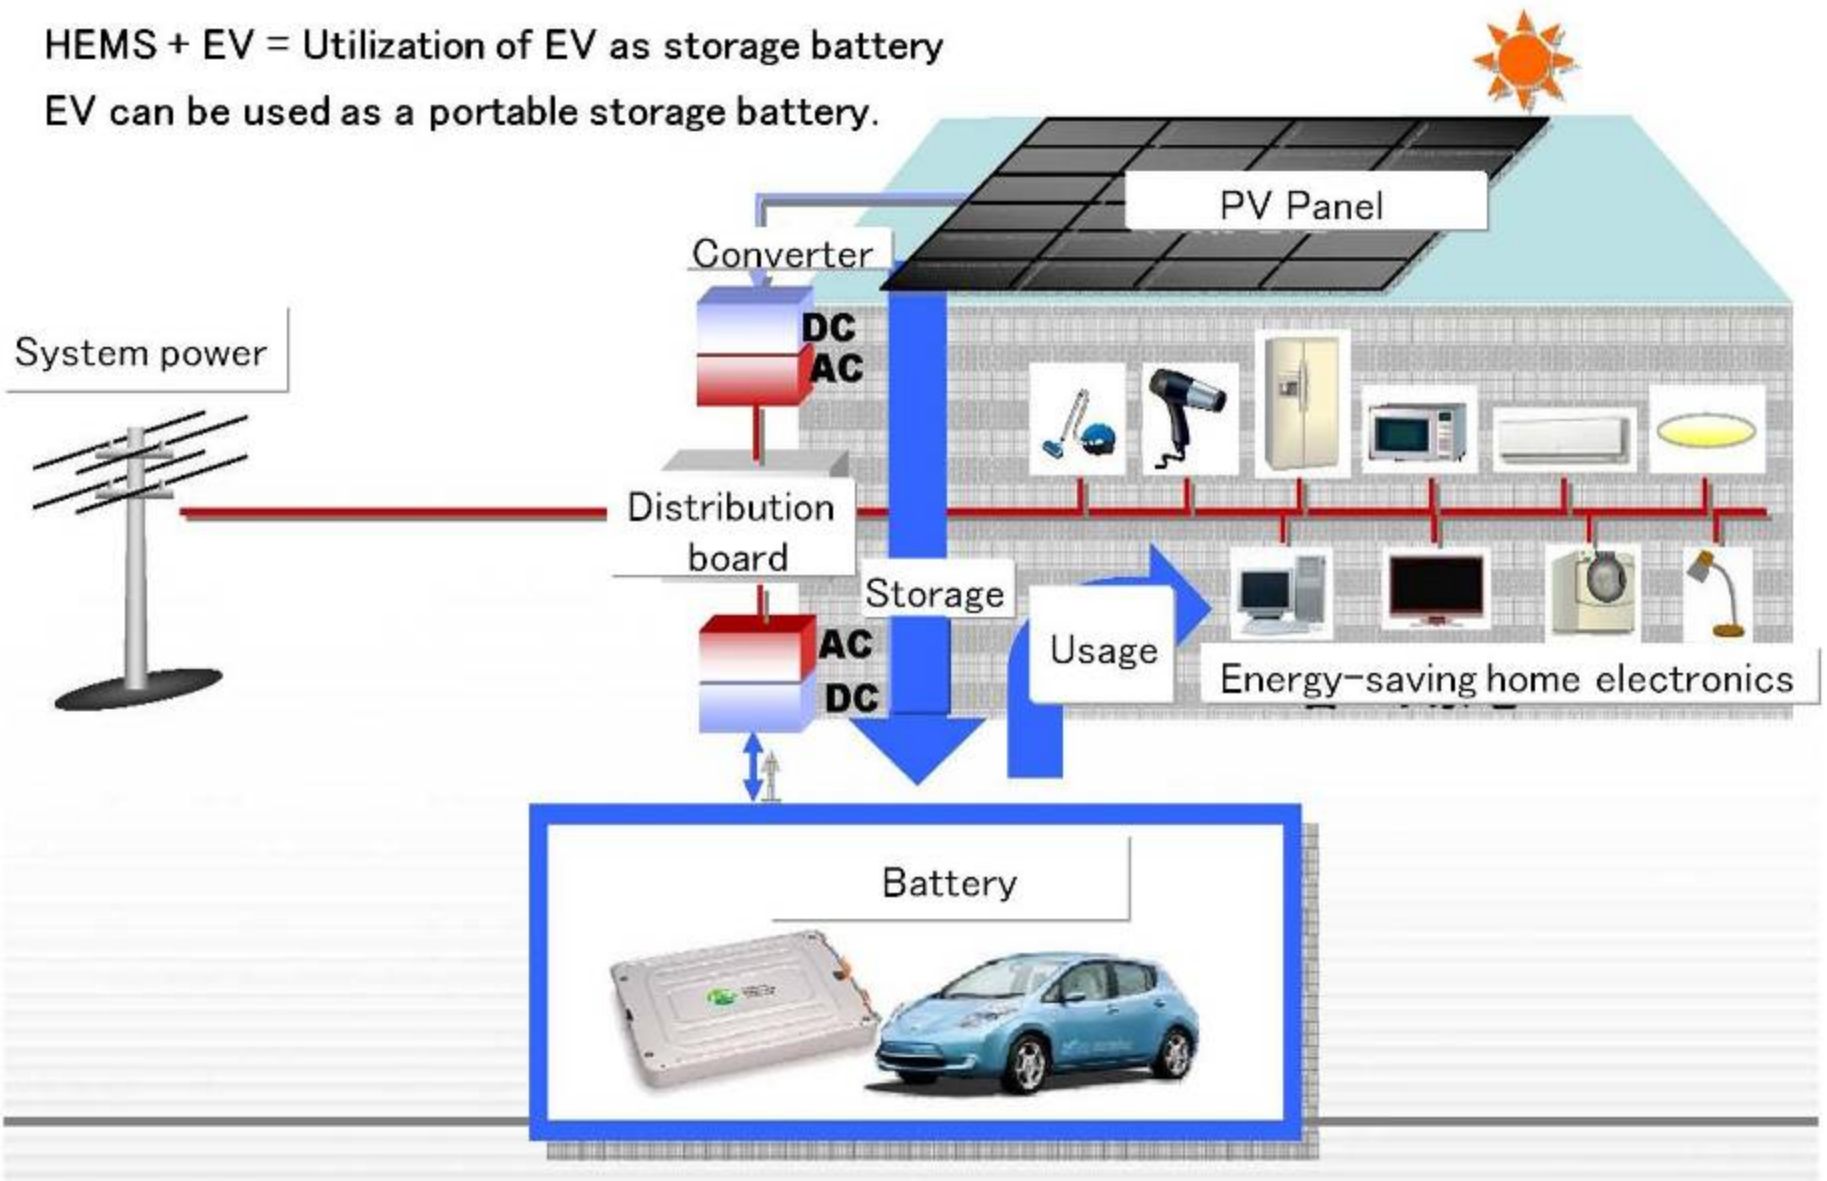 HEMS + EV = Utilization of EV as storage battery
EV can be used as a portable storage battery.
PV Panel
Converter
DC
AC
System power
Distribution
board
Storage
AC
DC
Usage
Energy-saving home electronics
Battery